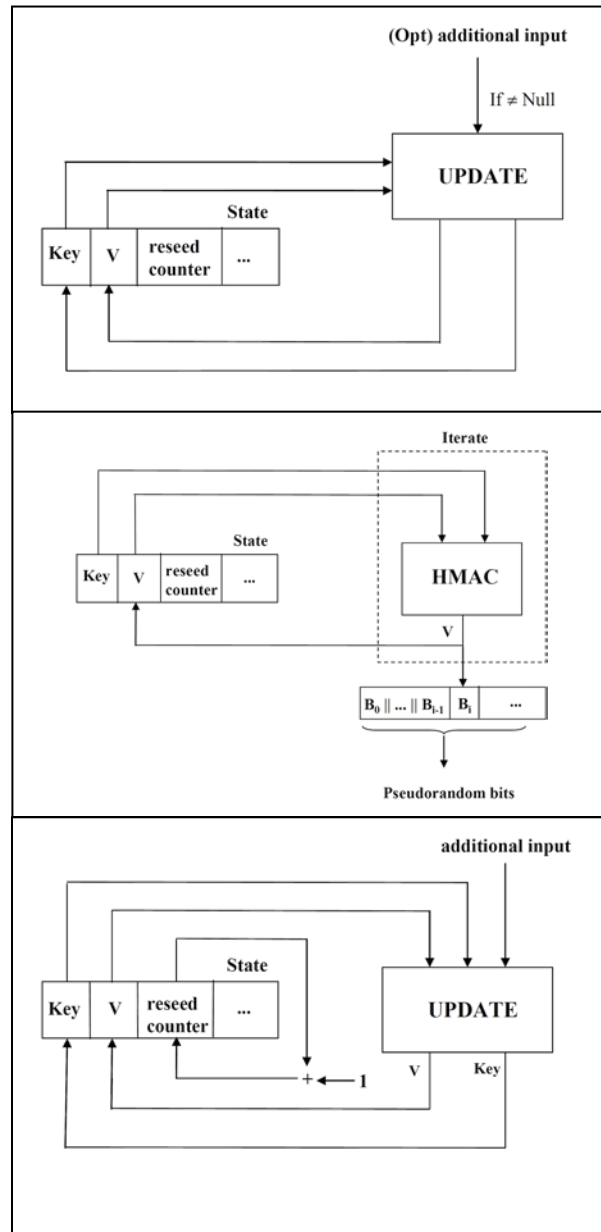 (Opt) additional input
If ≠ Null
UPDATE
State
Key V reseed counter ...
Iterate
State
Key V reseed counter ...
HMAC
V
B0 || ... || Bi-1 Bi ...
Pseudorandom bits
additional input
State
Key V reseed counter ...
UPDATE
V Key
+ 1